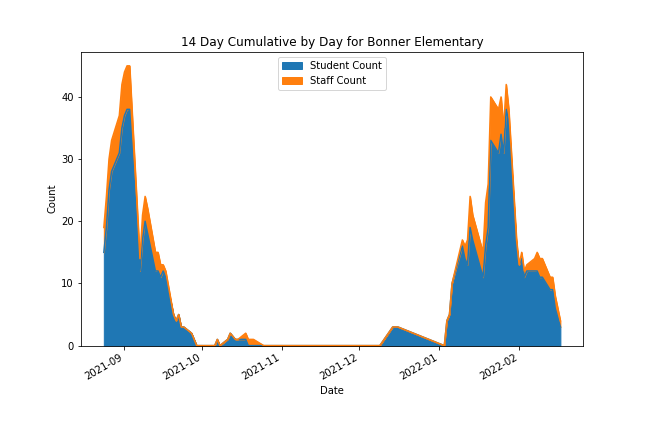 14 Day Cumulative by Day for Bonner Elementary
Student Count
Staff Count
40
30
20
10
0
Count
2021-09
2021-10
2021-11
2021-12
2022-01
2022-02
Date